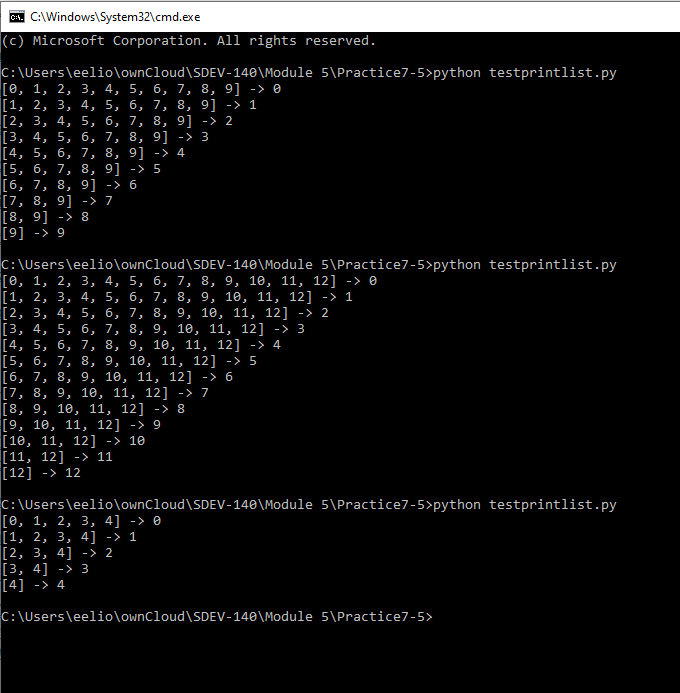 C:\Windows\System32\cmd.exe
(c) Microsoft Corporation. All rights reserved.
C:\Users\eelio\ownCloud\SDEV-140\Module 5\Practice7-5>python testprintlist.py
[0, 1, 2, 3, 4, 5, 6, 7, 8, 9] -> 0
[1, 2, 3, 4, 5, 6, 7, 8, 9] -> 1
[2, 3, 4, 5, 6, 7, 8, 9] -> 2
[3, 4, 5, 6, 7, 8, 9] -> 3
[4, 5, 6, 7, 8, 9] -> 4
[5, 6, 7, 8, 9] -> 5
[6, 7, 8, 9] -> 6
[7, 8, 9] -> 7
[8, 9] -> 8
[9] -> 9
C:\Users\eelio\ownCloud\SDEV-140\Module 5\Practice7-5>python testprintlist.py
[0, 1, 2, 3, 4, 5, 6, 7, 8, 9, 10, 11, 12] -> 0
[1, 2, 3, 4, 5, 6, 7, 8, 9, 10, 11, 12] -> 1
[2, 3, 4, 5, 6, 7, 8, 9, 10, 11, 12] -> 2
[3, 4, 5, 6, 7, 8, 9, 10, 11, 12] -> 3
[4, 5, 6, 7, 8, 9, 10, 11, 12] -> 4
[5, 6, 7, 8, 9, 10, 11, 12] -> 5
[6, 7, 8, 9, 10, 11, 12] -> 6
[7, 8, 9, 10, 11, 12] -> 7
[8, 9, 10, 11, 12] -> 8
[9, 10, 11, 12] -> 9
[10, 11, 12] -> 10
[11, 12] -> 11
[12] -> 12
C:\Users\eelio\ownCloud\SDEV-140\Module 5\Practice7-5>python testprintlist.py
[0, 1, 2, 3, 4] -> 0
[1, 2, 3, 4] -> 1
[2, 3, 4] -> 2
[3, 4] -> 3
[4] -> 4
C:\Users\eelio\ownCloud\SDEV-140\Module 5\Practice7-5>